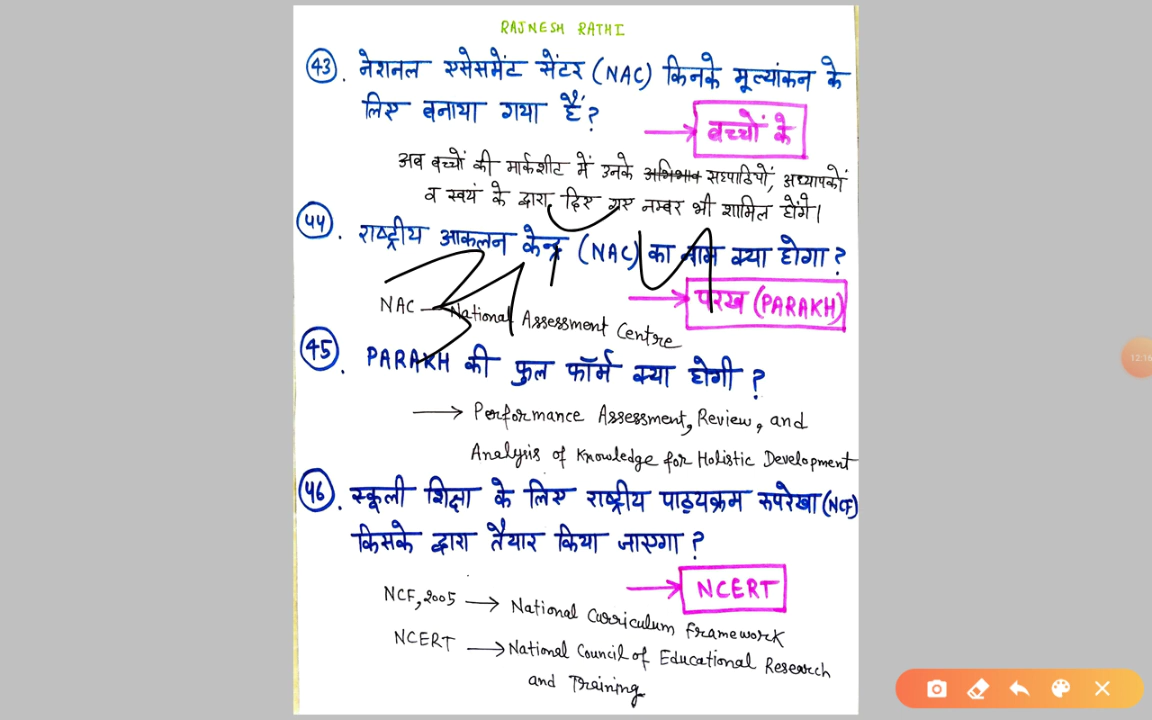 RAJNESH RATHI
43. नेशनल एसेसमेंट सेंटर (NAC) किनके मूल्यांकन के
लिए बनाया गया हैं?
→ बच्चों के
अब बच्चों की मार्कशीट में उनके सहपाठियों, अध्यापकों
व स्वयं के द्वारा दिए गए नम्बर भी शामिल होंगे।
44. राष्ट्रीय आकलन केन्द्र (NAC) का नाम क्या होगा?
→ परख (PARAKH)
NAC — National Assessment Centre
45. PARAKH की फुल फॉर्म क्या होगी?
→ Performance Assessment, Review, and
Analysis of Knowledge for Holistic Development
46. स्कूली शिक्षा के लिए राष्ट्रीय पाठ्यक्रम रूपरेखा (NCF)
किसके द्वारा तैयार किया जाएगा?
→ NCERT
NCF, 2005 → National Curriculum Framework
NCERT → National Council of Educational Research
and Training
12:16